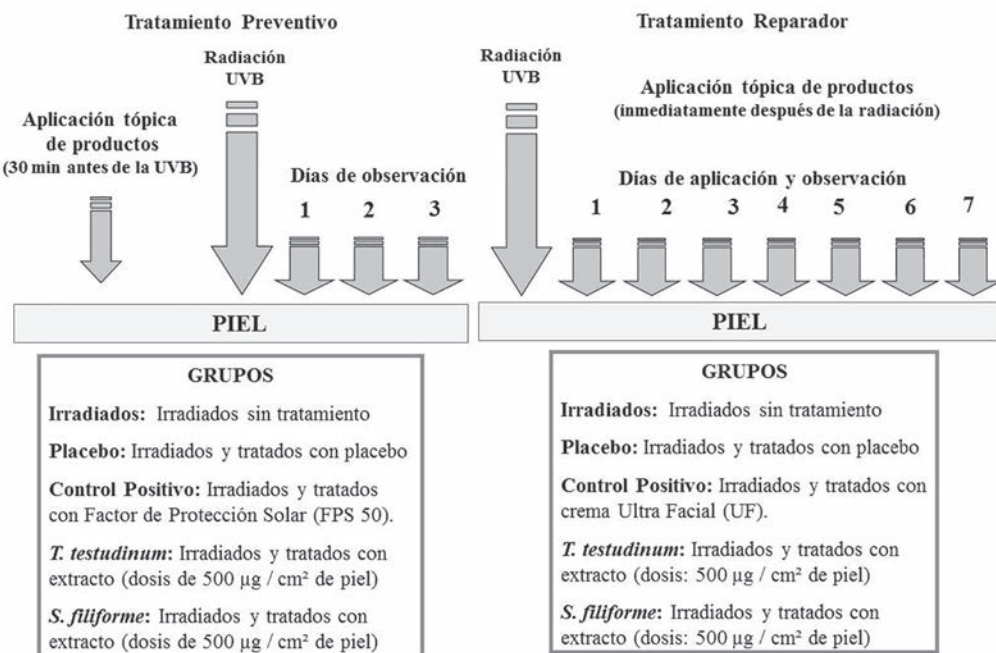 Tratamiento Preventivo
Radiación
UVB
Aplicación tópica
de productos
(30 min antes de la UVB)
Días de observación
1 2 3
PIEL
GRUPOS
Irradiados: Irradiados sin tratamiento
Placebo: Irradiados y tratados con placebo
Control Positivo: Irradiados y tratados
con Factor de Protección Solar (FPS 50).
T. testudinum: Irradiados y tratados con
extracto (dosis de 500 µg / cm² de piel)
S. filiforme: Irradiados y tratados con
extracto (dosis de 500 µg / cm² de piel)
Tratamiento Reparador
Radiación
UVB
Aplicación tópica de productos
(inmediatamente después de la radiación)
Días de aplicación y observación
1 2 3 4 5 6 7
PIEL
GRUPOS
Irradiados: Irradiados sin tratamiento
Placebo: Irradiados y tratados con placebo
Control Positivo: Irradiados y tratados con
crema Ultra Facial (UF).
T. testudinum: Irradiados y tratados con
extracto (dosis: 500 µg / cm² de piel)
S. filiforme: Irradiados y tratados con
extracto (dosis: 500 µg / cm² de piel)